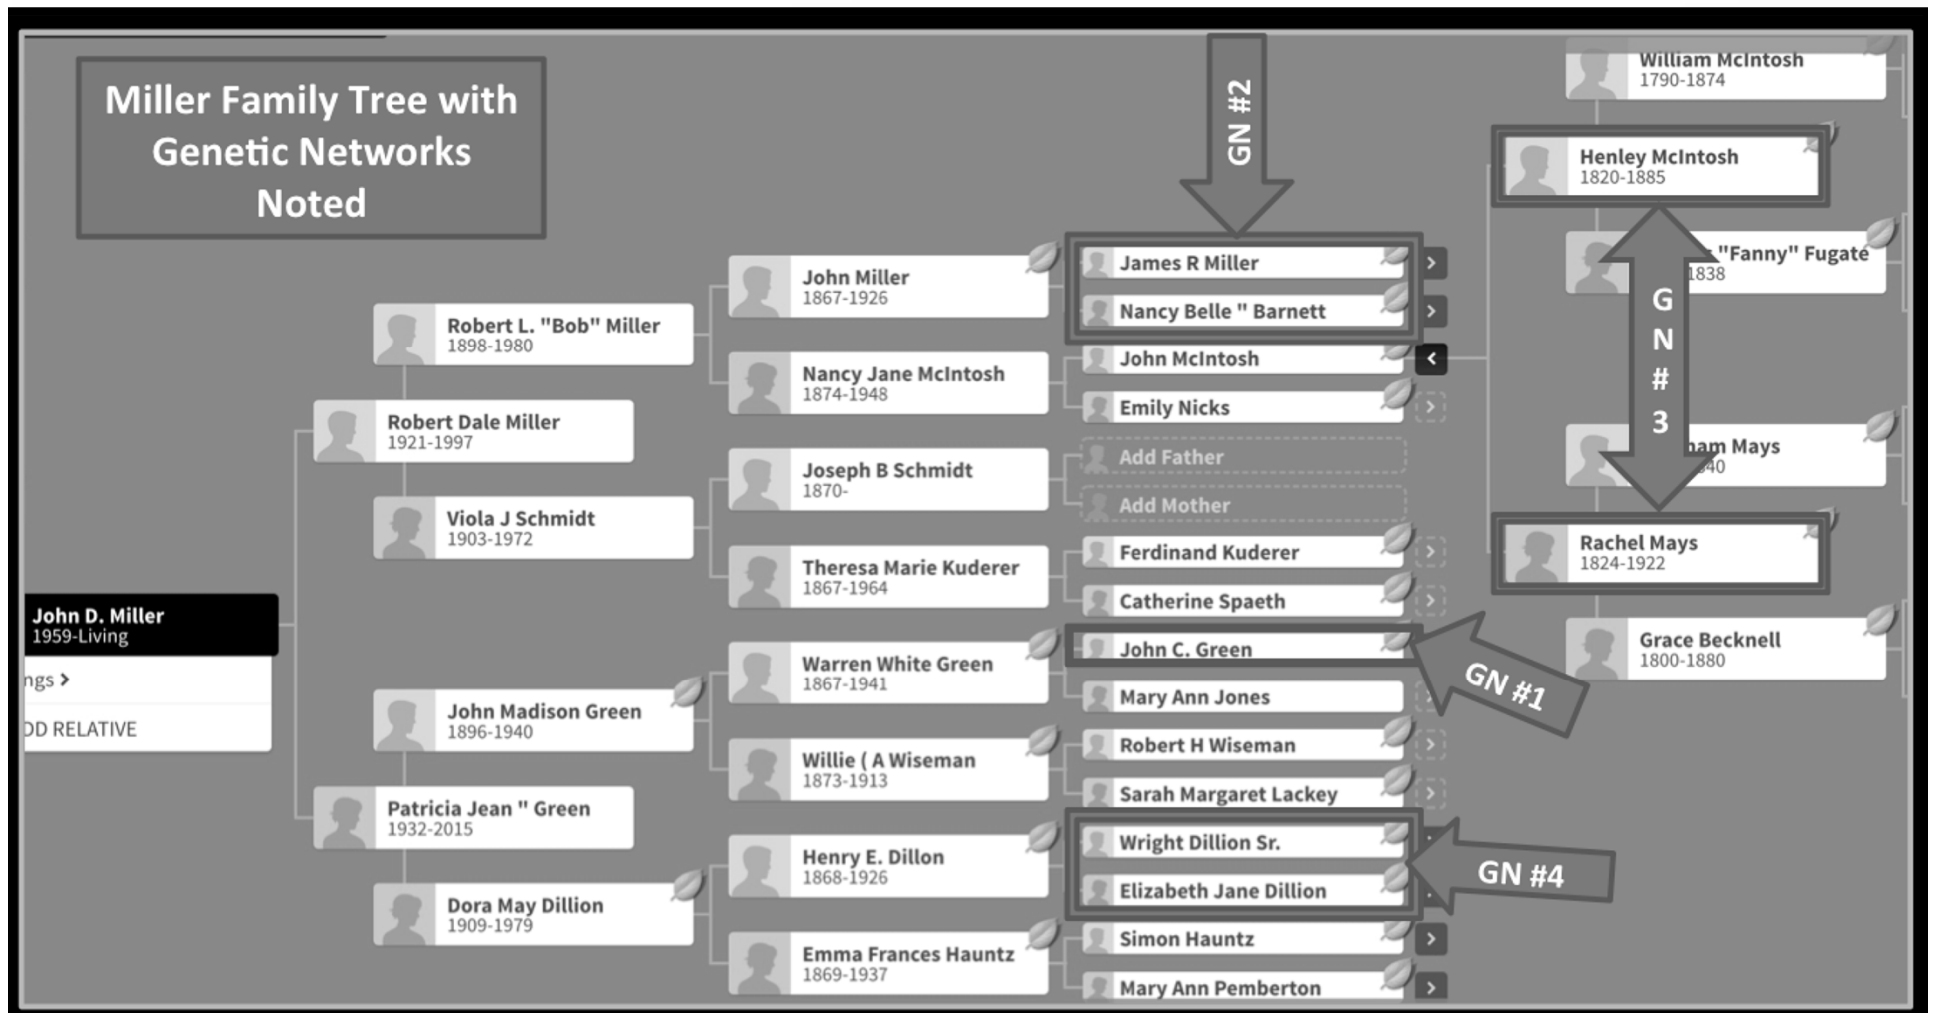 Miller Family Tree with
Genetic Networks
Noted
GN #2
William McIntosh
1790-1874
Henley McIntosh
1820-1885
"Fanny" Fugate
1838
GN#3
Mays
Rachel Mays
1824-1922
Grace Becknell
1800-1880
James R Miller
Nancy Belle " Barnett
John McIntosh
Emily Nicks
Add Father
Add Mother
Ferdinand Kuderer
Catherine Spaeth
John C. Green
GN #1
Mary Ann Jones
Robert H Wiseman
Sarah Margaret Lackey
Wright Dillion Sr.
Elizabeth Jane Dillion
GN #4
Simon Hauntz
Mary Ann Pemberton
John Miller
1867-1926
Nancy Jane McIntosh
1874-1948
Joseph B Schmidt
1870-
Theresa Marie Kuderer
1867-1964
Warren White Green
1867-1941
Willie ( A Wiseman
1873-1913
Henry E. Dillon
1868-1926
Emma Frances Hauntz
1869-1937
Robert L. "Bob" Miller
1898-1980
Robert Dale Miller
1921-1997
Viola J Schmidt
1903-1972
John D. Miller
1959-Living
ngs >
DD RELATIVE
John Madison Green
1896-1940
Patricia Jean " Green
1932-2015
Dora May Dillion
1909-1979